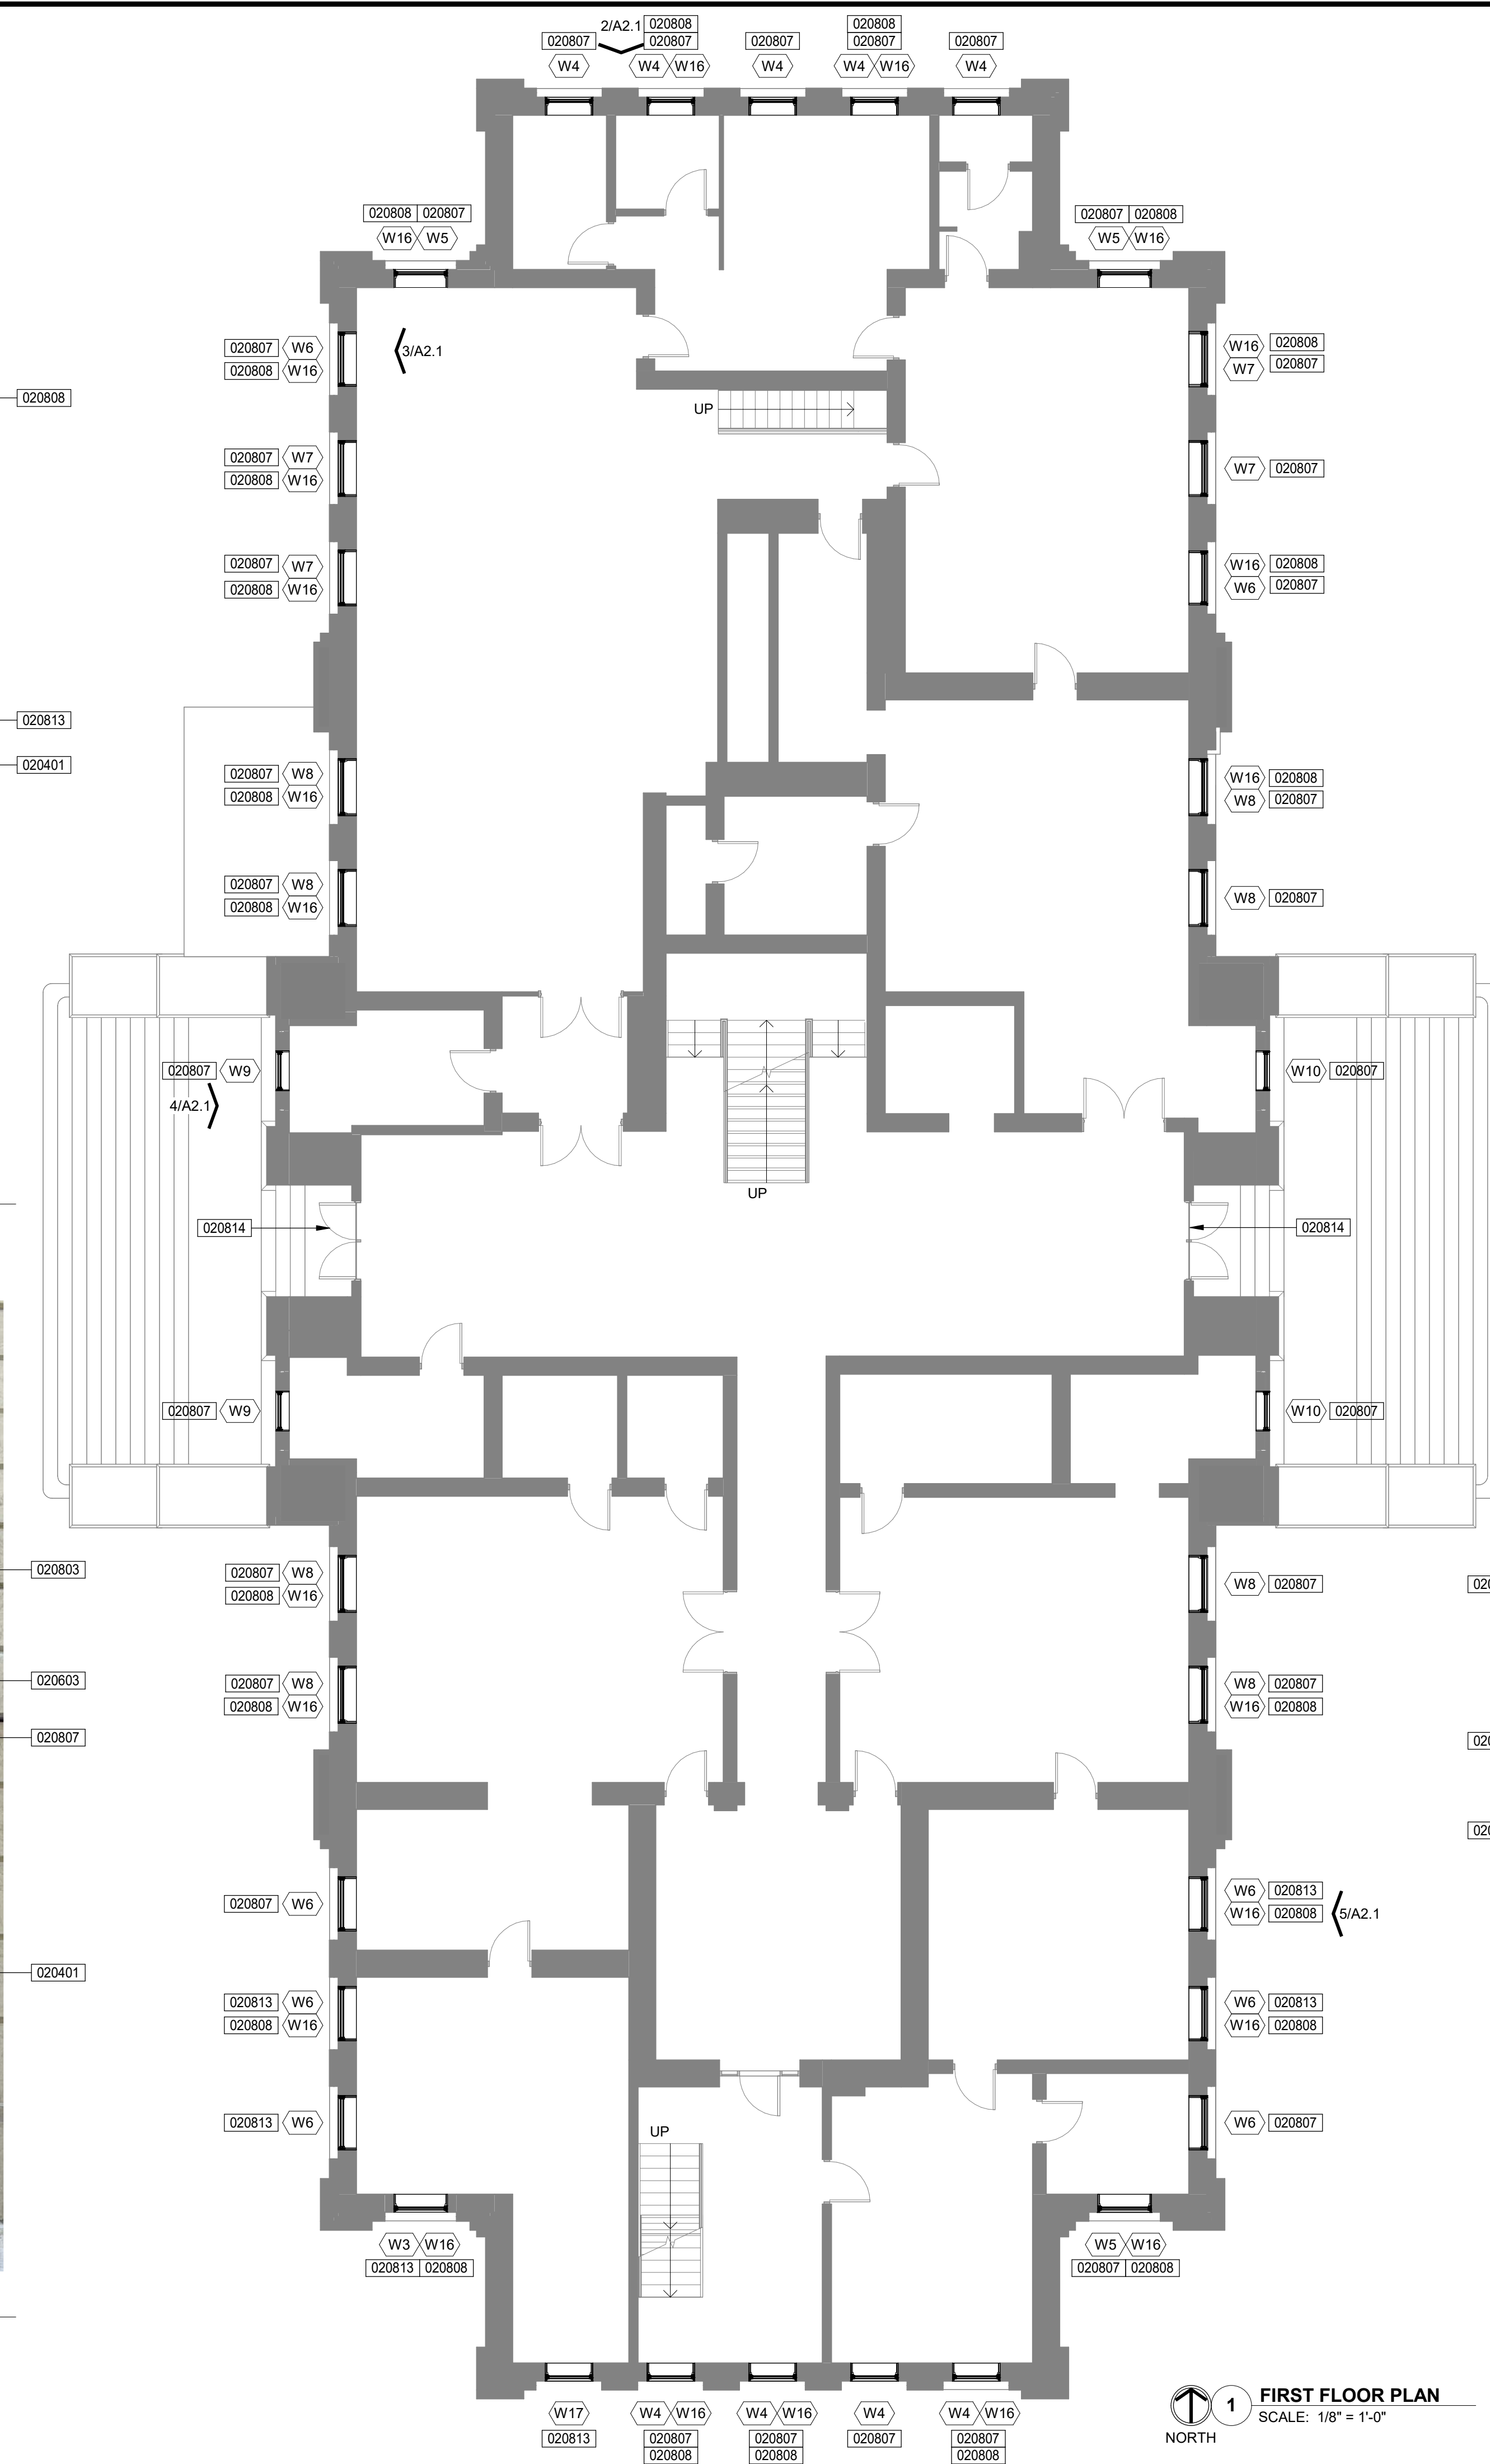 2/A2.1 020808 020808
020807 020807 020807 020807 020807
W4 W4 W16 W4 W4 W16 W4
020808 020807 020807 020808
W16 W5 W5 W16
020807 W6 W16 020808
020808 W16 3/A2.1 W7 020807
020808
UP
020807 W7 W7 020807
020808 W16
020807 W7 W16 020808
020808 W16 W6 020807
020813
020401
020807 W8 W16 020808
020808 W16 W8 020807
020807 W8 W8 020807
020808 W16
020807 W9 W10 020807
4/A2.1
UP
020814 020814
020807 W9 W10 020807
020803 020807 W8 W8 020807
020808 W16
020603 020807 W8 W8 020807
020808 W16 W16 020808
020807
020807 W6 W6 020813
W16 020808 5/A2.1
020401
020813 W6 W6 020813
020808 W16 W16 020808
020813 W6 W6 020807
UP
W3 W16 W5 W16
020813 020808 020807 020808
W17 W4 W16 W4 W16 W4 W4 W16
020813 020807 020807 020807 020807
020808 020808 020808
1 FIRST FLOOR PLAN
SCALE: 1/8" = 1'-0"
NORTH